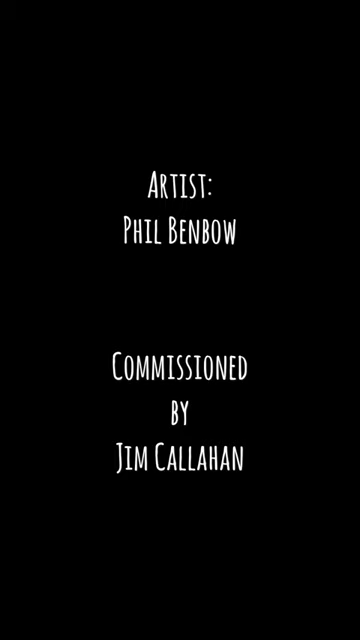 Artist:
Phil Benbow
Commissioned
by
Jim Callahan